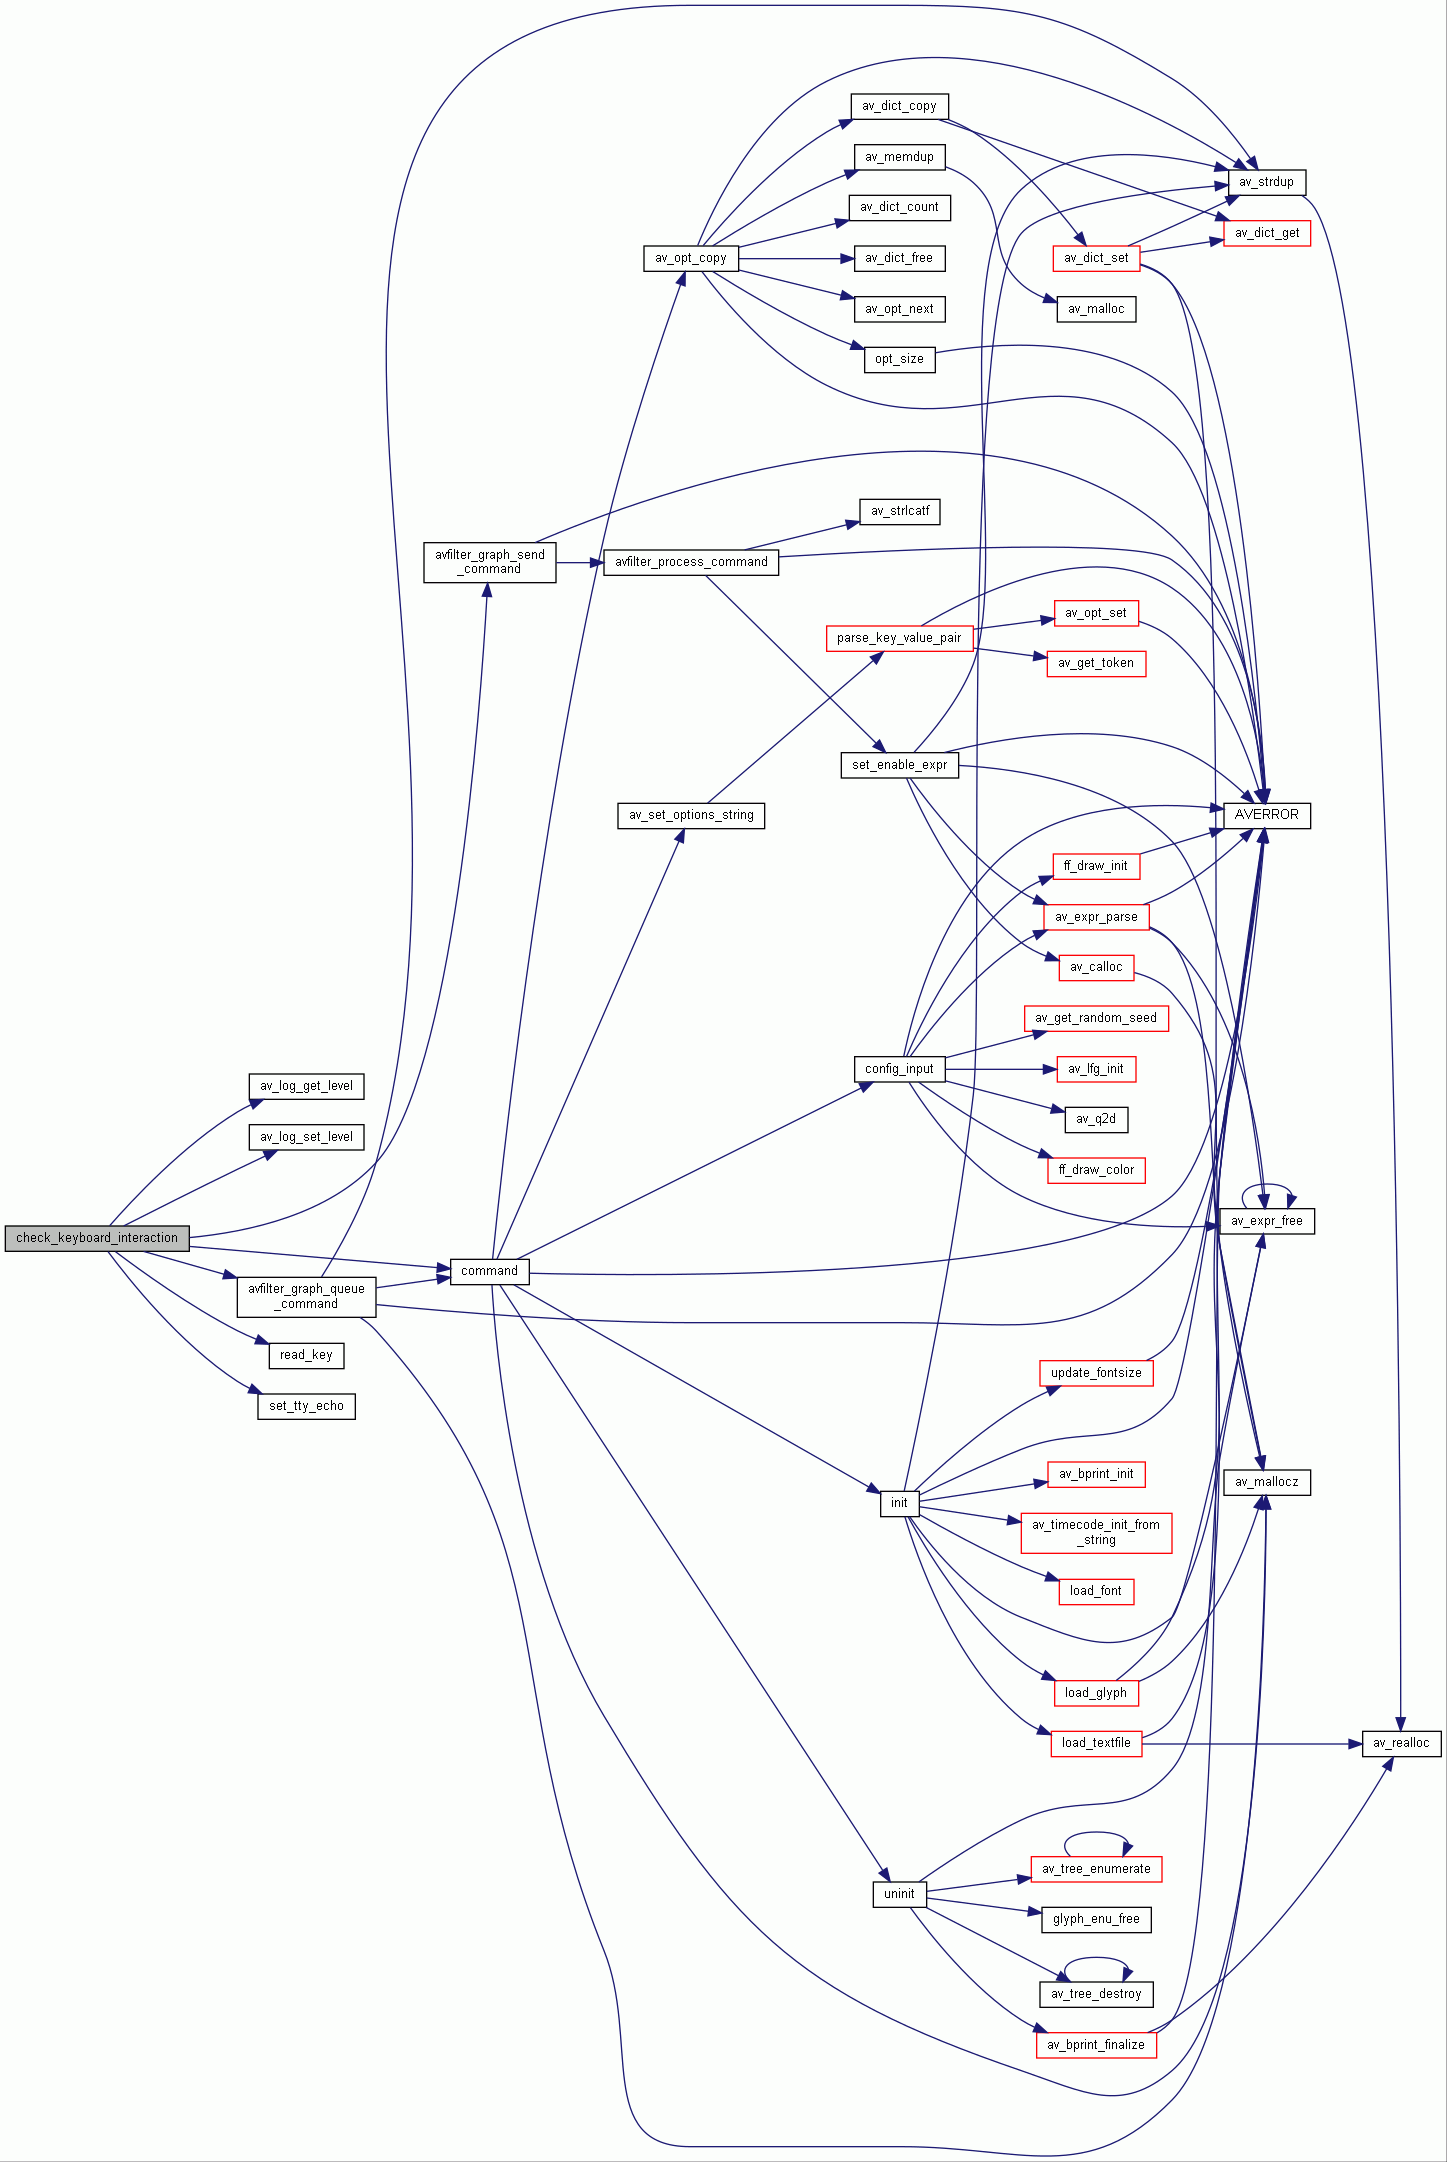 check_keyboard_interaction
av_log_get_level
av_log_set_level
avfilter_graph_queue
_command
read_key
set_tty_echo
avfilter_graph_send
_command
command
av_opt_copy
avfilter_process_command
av_set_options_string
av_dict_copy
av_memdup
av_dict_count
av_dict_free
av_opt_next
opt_size
av_strlcatf
parse_key_value_pair
set_enable_expr
config_input
init
uninit
av_dict_set
av_malloc
av_opt_set
av_get_token
ff_draw_init
av_expr_parse
av_calloc
av_get_random_seed
av_lfg_init
av_q2d
ff_draw_color
update_fontsize
av_bprint_init
av_timecode_init_from
_string
load_font
load_glyph
load_textfile
av_tree_enumerate
glyph_enu_free
av_tree_destroy
av_bprint_finalize
av_strdup
av_dict_get
AVERROR
av_expr_free
av_mallocz
av_realloc